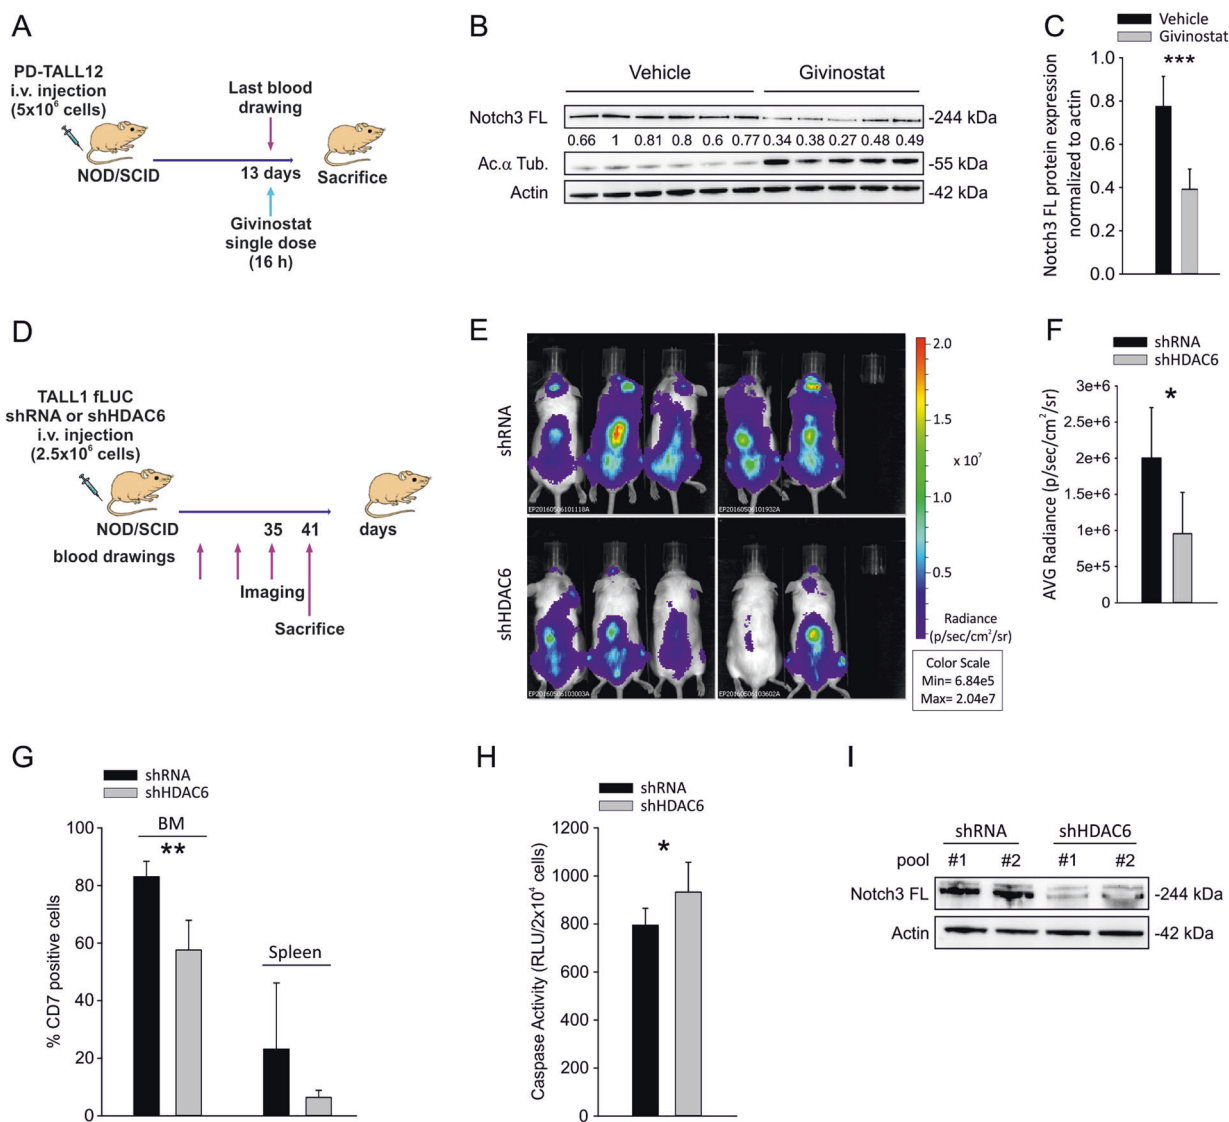 A
PD-TALL12
i.v. injection
(5x10⁶ cells)
NOD/SCID
Last blood
drawing
13 days
Sacrifice
Givinostat
single dose
(16 h)
B
Vehicle Givinostat
Notch3 FL -244 kDa
0.66 1 0.81 0.8 0.6 0.77 0.34 0.38 0.27 0.48 0.49
Ac.α Tub. -55 kDa
Actin -42 kDa
C
Vehicle
Givinostat
***
Notch3 FL protein expression
normalized to actin
1.0
0.8
0.6
0.4
0.2
0.0
D
TALL1 fLUC
shRNA or shHDAC6
i.v. injection
(2.5x10⁶ cells)
NOD/SCID 35 41 days
blood drawings
Imaging
Sacrifice
E
shRNA
EP20160506101118A
EP20160506101932A
shHDAC6
EP20160506103003A
EP20160506103602A
2.0
1.5
x 10⁷
1.0
0.5
Radiance
(p/sec/cm²/sr)
Color Scale
Min= 6.84e5
Max= 2.04e7
F
shRNA
shHDAC6
*
AVG Radiance (p/sec/cm²/sr)
3e+6
2e+6
2e+6
1e+6
5e+5
0
G
shRNA
shHDAC6
BM
**
Spleen
% CD7 positive cells
100
80
60
40
20
0
H
shRNA
shHDAC6
*
Caspase Activity (RLU/2x10⁴ cells)
1200
1000
800
600
400
200
0
I
shRNA shHDAC6
pool #1 #2 #1 #2
Notch3 FL -244 kDa
Actin -42 kDa